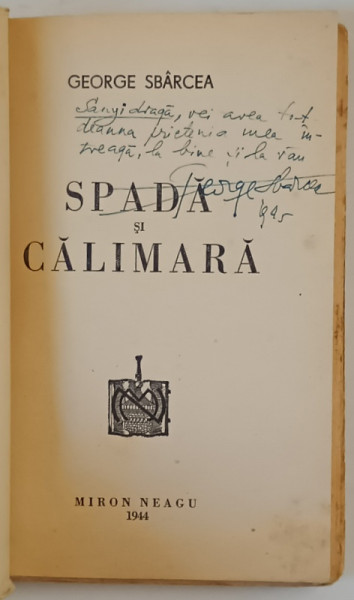 GEORGE SBÂRCEA
Sanyi dragă, vei avea tot
deauna prietenia mea în-
treagă, la bine și la rău
George Sbârcea
1945
SPADĂ
ȘI
CĂLIMARĂ
MIRON NEAGU
1944